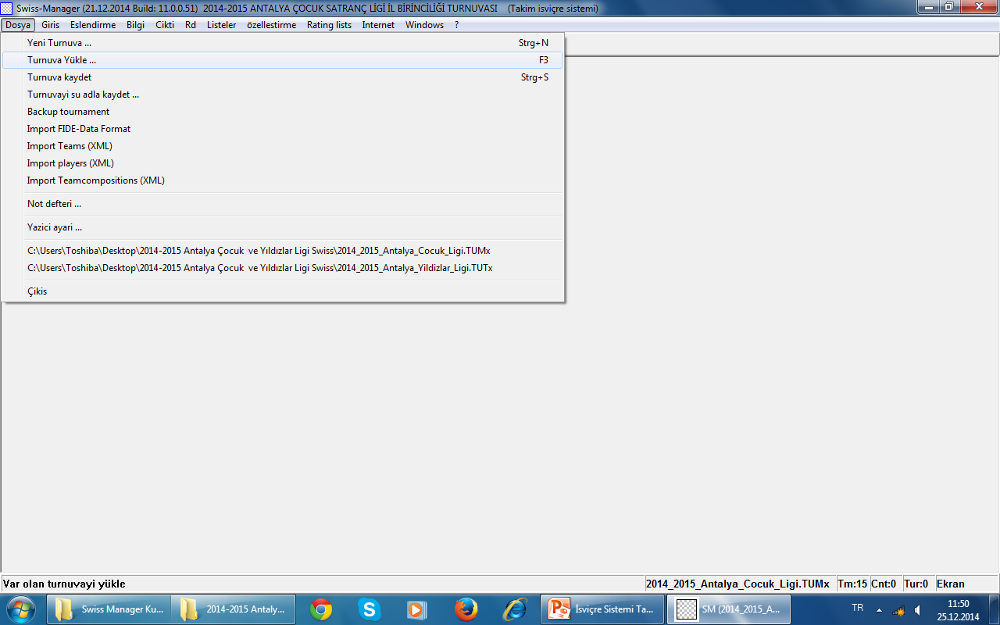 Swiss-Manager (21.12.2014 Build: 11.0.0.51)  2014-2015 ANTALYA ÇOCUK SATRANÇ LİGİ İL BİRİNCİLİĞİ TURNUVASI    (Takim isviçre sistemi)
Dosya Giris Eslendirme Bilgi Cikti Rd Listeler özellestirme Rating lists Internet Windows ?
Yeni Turnuva ... Strg+N
Turnuva Yükle ... F3
Turnuva kaydet Strg+S
Turnuvayi su adla kaydet ...
Backup tournament
Import FIDE-Data Format
Import Teams (XML)
Import players (XML)
Import Teamcompositions (XML)
Not defteri ...
Yazici ayari ...
C:\Users\Toshiba\Desktop\2014-2015 Antalya Çocuk  ve Yıldızlar Ligi Swiss\2014_2015_Antalya_Cocuk_Ligi.TUMx
C:\Users\Toshiba\Desktop\2014-2015 Antalya Çocuk  ve Yıldızlar Ligi Swiss\2014_2015_Antalya_Yildizlar_Ligi.TUTx
Çikis
Var olan turnuvayi yükle 2014_2015_Antalya_Cocuk_Ligi.TUMx Tm:15 Cnt:0 Tur:0 Ekran
Swiss Manager Ku... 2014-2015 Antaly... İsviçre Sistemi Ta... SM (2014_2015_A... TR 11:50
25.12.2014